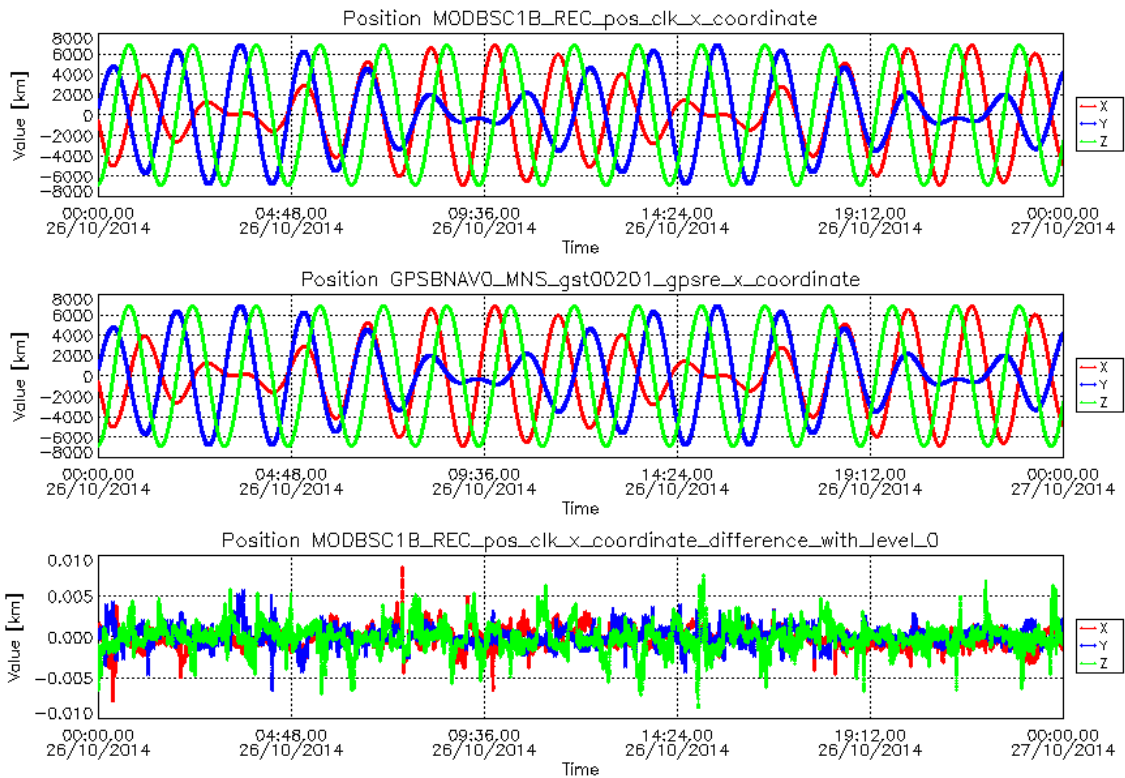 Position MODBSC1B_REC_pos_clk_x_coordinate
8000
6000
4000
2000
0
−2000
−4000
−6000
−8000
Value [km]
X
Y
Z
00:00.00 04:48.00 09:36.00 14:24.00 19:12.00 00:00.00
26/10/2014 26/10/2014 26/10/2014 26/10/2014 26/10/2014 27/10/2014
Time
Position GPSBNAV0_MNS_gst00201_gpsre_x_coordinate
8000
6000
4000
2000
0
−2000
−4000
−6000
−8000
Value [km]
X
Y
Z
00:00.00 04:48.00 09:36.00 14:24.00 19:12.00 00:00.00
26/10/2014 26/10/2014 26/10/2014 26/10/2014 26/10/2014 27/10/2014
Time
Position MODBSC1B_REC_pos_clk_x_coordinate_difference_with_level_0
0.010
0.005
0.000
−0.005
−0.010
Value [km]
X
Y
Z
00:00.00 04:48.00 09:36.00 14:24.00 19:12.00 00:00.00
26/10/2014 26/10/2014 26/10/2014 26/10/2014 26/10/2014 27/10/2014
Time